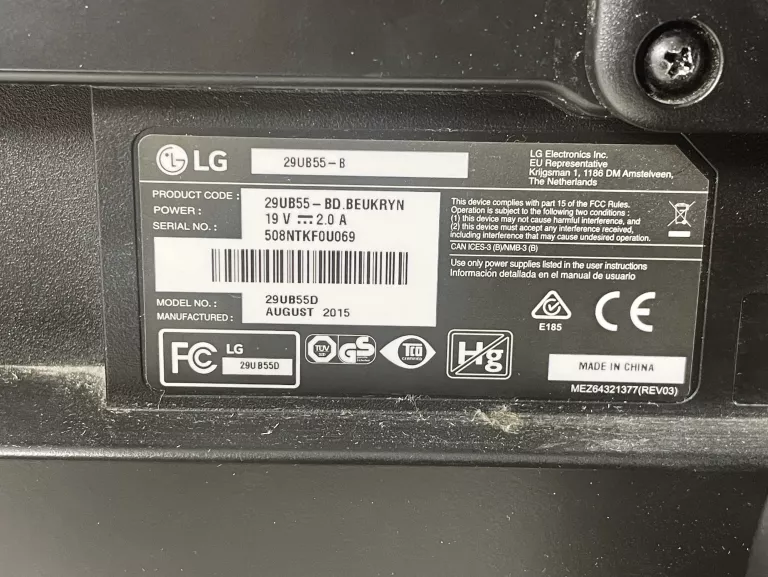 LG
29UB55-B
LG Electronics Inc.
EU Representative
Krijgsman 1, 1186 DM Amstelveen,
The Netherlands
PRODUCT CODE : 29UB55-BD.BEUKRYN
POWER : 19 V ⎓ 2.0 A
SERIAL NO. : 508NTKF0U069
This device complies with part 15 of the FCC Rules.
Operation is subject to the following two conditions :
(1) this device may not cause harmful interference, and
(2) this device must accept any interference received,
including interference that may cause undesired operation.
CAN ICES-3 (B)/NMB-3 (B)
Use only power supplies listed in the user instructions
Información detallada en el manual de usuario
MODEL NO. : 29UB55D
MANUFACTURED : AUGUST 2015
FC LG
29UB55D
TUV GS
TCO
CERTIFIED
Hg
E185
CE
MADE IN CHINA
MEZ64321377(REV03)